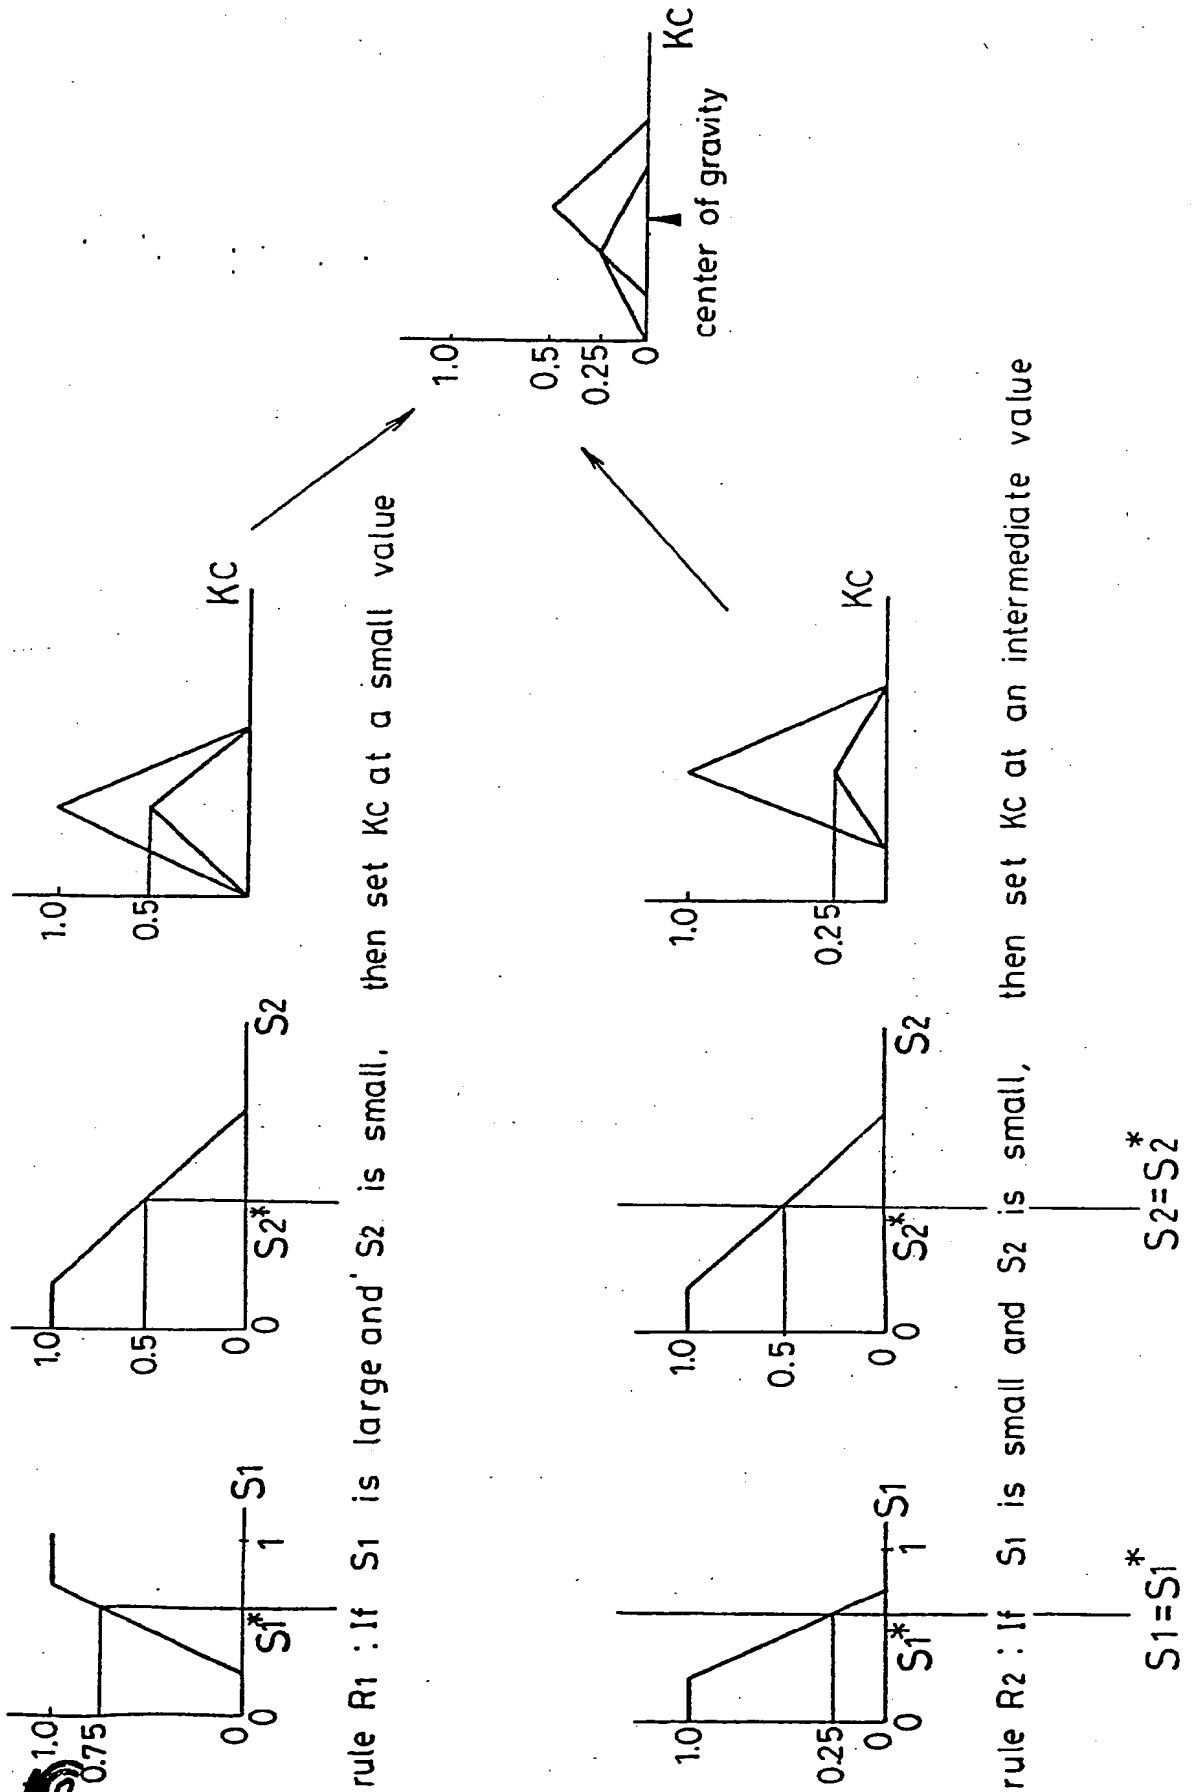 1.0
0.75
0
0
S1*
1
S1
1.0
0.5
0
0
S2*
S2
1.0
0.5
KC
rule R1 : If S1 is large and S2 is small, then set KC at a small value
1.0
0.25
0
0
S1*
1
S1
1.0
0.5
0
0
S2*
S2
1.0
0.25
KC
rule R2 : If S1 is small and S2 is small, then set KC at an intermediate value
S1=S1*
S2=S2*
1.0
0.5
0.25
0
KC
center of gravity